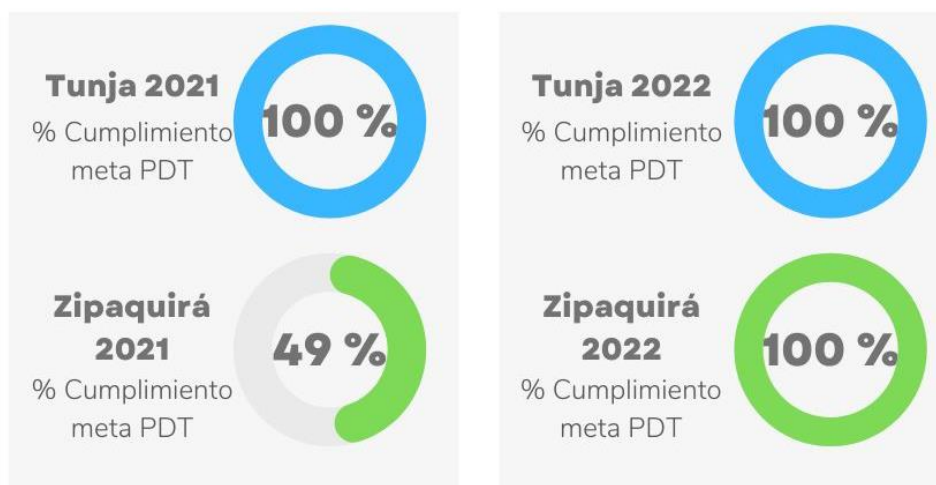 Tunja 2021
% Cumplimiento
meta PDT
100 %
Zipaquirá
2021
% Cumplimiento
meta PDT
49 %
Tunja 2022
% Cumplimiento
meta PDT
100 %
Zipaquirá
2022
% Cumplimiento
meta PDT
100 %